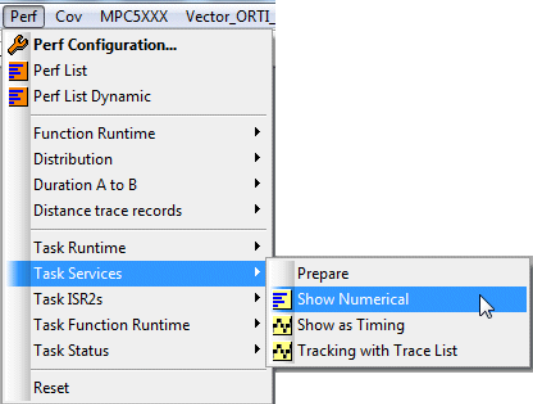 Perf Cov MPC5XXX Vector_ORTI_
Perf Configuration...
Perf List
Perf List Dynamic
Function Runtime
Distribution
Duration A to B
Distance trace records
Task Runtime
Task Services
Prepare
Task ISR2s
Show Numerical
Task Function Runtime
Show as Timing
Task Status
Tracking with Trace List
Reset